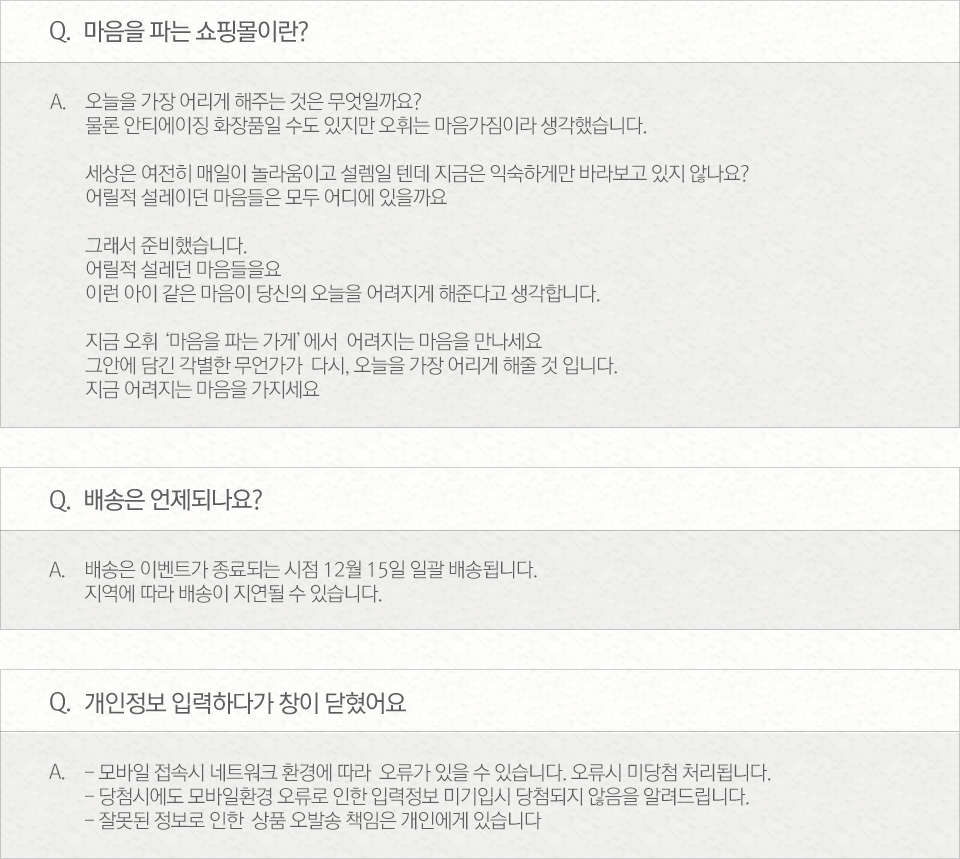 Q. 마음을 파는 쇼핑몰이란?
A. 오늘을 가장 어리게 해주는 것은 무엇일까요?
물론 안티에이징 화장품일 수도 있지만 오휘는 마음가짐이라 생각했습니다.
세상은 여전히 매일이 놀라움이고 설렘일 텐데 지금은 익숙하게만 바라보고 있지 않나요?
어릴적 설레이던 마음들은 모두 어디에 있을까요
그래서 준비했습니다.
어릴적 설레던 마음들을요
이런 아이 같은 마음이 당신의 오늘을 어려지게 해준다고 생각합니다.
지금 오휘 ‘마음을 파는 가게’에서 어려지는 마음을 만나세요
그안에 담긴 각별한 무언가가 다시, 오늘을 가장 어리게 해줄 것 입니다.
지금 어려지는 마음을 가지세요
Q. 배송은 언제되나요?
A. 배송은 이벤트가 종료되는 시점 12월 15일 일괄 배송됩니다.
지역에 따라 배송이 지연될 수 있습니다.
Q. 개인정보 입력하다가 창이 닫혔어요
A. – 모바일 접속시 네트워크 환경에 따라 오류가 있을 수 있습니다. 오류시 미당첨 처리됩니다.
– 당첨시에도 모바일환경 오류로 인한 입력정보 미기입시 당첨되지 않음을 알려드립니다.
– 잘못된 정보로 인한 상품 오발송 책임은 개인에게 있습니다